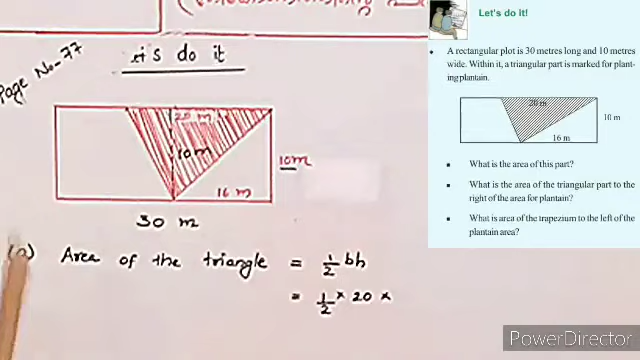 Page No-77
et's do it
20 m
10m
10m
16 m
30 m
(a) Area of the triangle = 1/2 bh
= 1/2 × 20 ×
Let's do it!
A rectangular plot is 30 metres long and 10 metres
wide. Within it, a triangular part is marked for plant-
ing plantain.
20 m
10 m
16 m
What is the area of this part?
What is the area of the triangular part to the
right of the area for plantain?
What is area of the trapezium to the left of the
plantain area?
PowerDirector